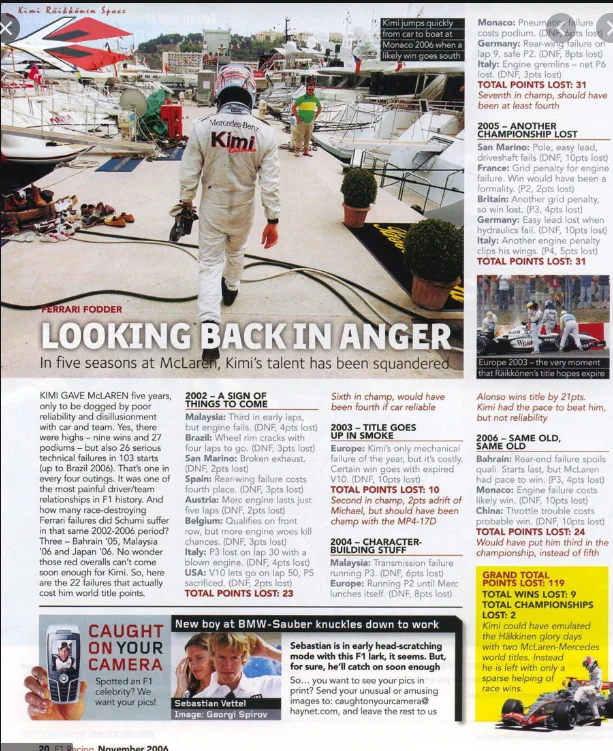 Kimi Räikkönen Space
Kimi jumps quickly
from car to boat at
Monaco 2006 when a
likely win goes south
Mercedes-Benz
Kimi
FERRARI FODDER
LOOKING BACK IN ANGER
In five seasons at McLaren, Kimi's talent has been squandered
KIMI GAVE McLAREN five years,
only to be dogged by poor
reliability and disillusionment
with car and team. Yes, there
were highs – nine wins and 27
podiums – but also 26 serious
technical failures in 103 starts
(up to Brazil 2006). That's one in
every four outings. It was one of
the most painful driver/team
relationships in F1 history. And
how many race-destroying
Ferrari failures did Schumi suffer
in that same 2002-2006 period?
Three – Bahrain '05, Malaysia
'06 and Japan '06. No wonder
those red overalls can't come
soon enough for Kimi. So, here
are the 22 failures that actually
cost him world title points.
2002 – A SIGN OF
THINGS TO COME
Malaysia: Third in early laps,
but engine fails. (DNF, 4pts lost)
Brazil: Wheel rim cracks with
four laps to go. (DNF, 3pts lost)
San Marino: Broken exhaust.
(DNF, 2pts lost)
Spain: Rear-wing failure costs
fourth place. (DNF, 3pts lost)
Austria: Merc engine lasts just
five laps (DNF, 2pts lost)
Belgium: Qualifies on front
row, but more engine woes kill
chances. (DNF, 3pts lost)
Italy: P3 lost on lap 30 with a
blown engine. (DNF, 4pts lost)
USA: V10 lets go on lap 50, P5
sacrificed. (DNF, 2pts lost)
TOTAL POINTS LOST: 23
Sixth in champ, would have
been fourth if car reliable
2003 – TITLE GOES
UP IN SMOKE
Europe: Kimi's only mechanical
failure of the year, but it's costly.
Certain win goes with expired
V10. (DNF, 10pts lost)
TOTAL POINTS LOST: 10
Second in champ, 2pts adrift of
Michael, but should have been
champ with the MP4-17D
2004 – CHARACTER-
BUILDING STUFF
Malaysia: Transmission failure
running P3. (DNF, 6pts lost)
Europe: Running P2 until Merc
lunches itself. (DNF, 8pts lost)
Monaco: Pneumatic failure
costs podium. (DNF, 6pts lost)
Germany: Rear-wing failure on
lap 9, safe P2. (DNF, 8pts lost)
Italy: Engine gremlins – net P6
lost. (DNF, 3pts lost)
TOTAL POINTS LOST: 31
Seventh in champ, should have
been at least fourth
2005 – ANOTHER
CHAMPIONSHIP LOST
San Marino: Pole, easy lead,
driveshaft fails (DNF, 10pts lost)
France: Grid penalty for engine
failure. Win would have been a
formality. (P2, 2pts lost)
Britain: Another grid penalty,
so win lost. (P3, 4pts lost)
Germany: Easy lead lost when
hydraulics fail. (DNF, 10pts lost)
Italy: Another engine penalty
clips his wings. (P4, 5pts lost)
TOTAL POINTS LOST: 31
Europe 2003 – the very moment
that Räikkönen's title hopes expire
Alonso wins title by 21pts.
Kimi had the pace to beat him,
but not reliability
2006 – SAME OLD,
SAME OLD
Bahrain: Rear-end failure spoils
quali. Starts last, but McLaren
had pace to win. (P3, 4pts lost)
Monaco: Engine failure costs
likely win. (DNF, 10pts lost)
China: Throttle trouble costs
probable win. (DNF, 10pts lost)
TOTAL POINTS LOST: 24
Would have put him third in the
championship, instead of fifth
GRAND TOTAL
POINTS LOST: 119
TOTAL WINS LOST: 9
TOTAL CHAMPIONSHIPS
LOST: 2
Kimi could have emulated
the Häkkinen glory days
with two McLaren-Mercedes
world titles. Instead
he is left with only a
sparse helping of
race wins.
CAUGHT
ON YOUR
CAMERA
Spotted an F1
celebrity? We
want your pics!
New boy at BMW-Sauber knuckles down to work
Sebastian Vettel
Image: Georgi Spirov
Sebastian is in early head-scratching
mode with this F1 lark, it seems. But,
for sure, he'll catch on soon enough
So… you want to see your pics in
print? Send your unusual or amusing
images to: caughtonyourcamera@
haynet.com, and leave the rest to us
20 F1 Racing November 2006